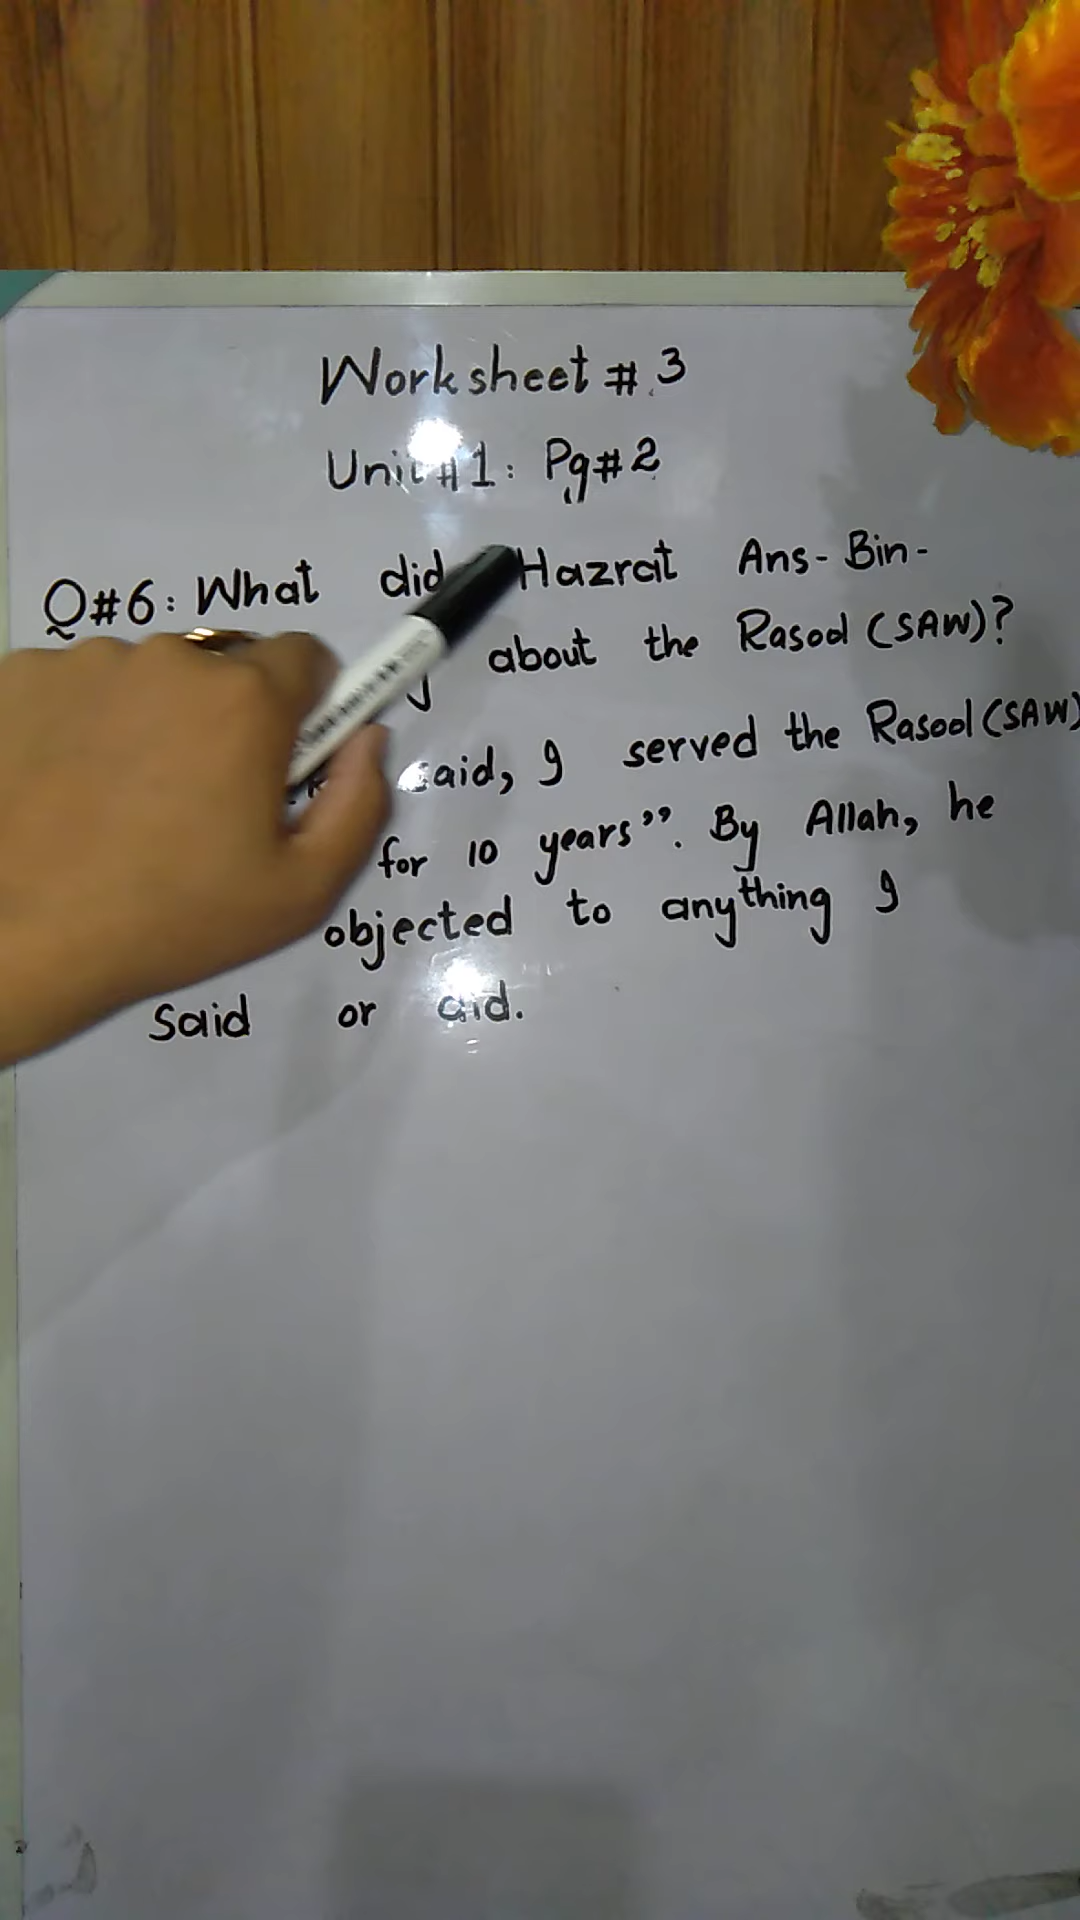 Worksheet # 3
Unit #1: Pg#2
Q#6: What did Hazrat Ans-Bin-
about the Rasool (SAW)?
said, I served the Rasool (SAW)
for 10 years”. By Allah, he
objected to anything I
Said or did.